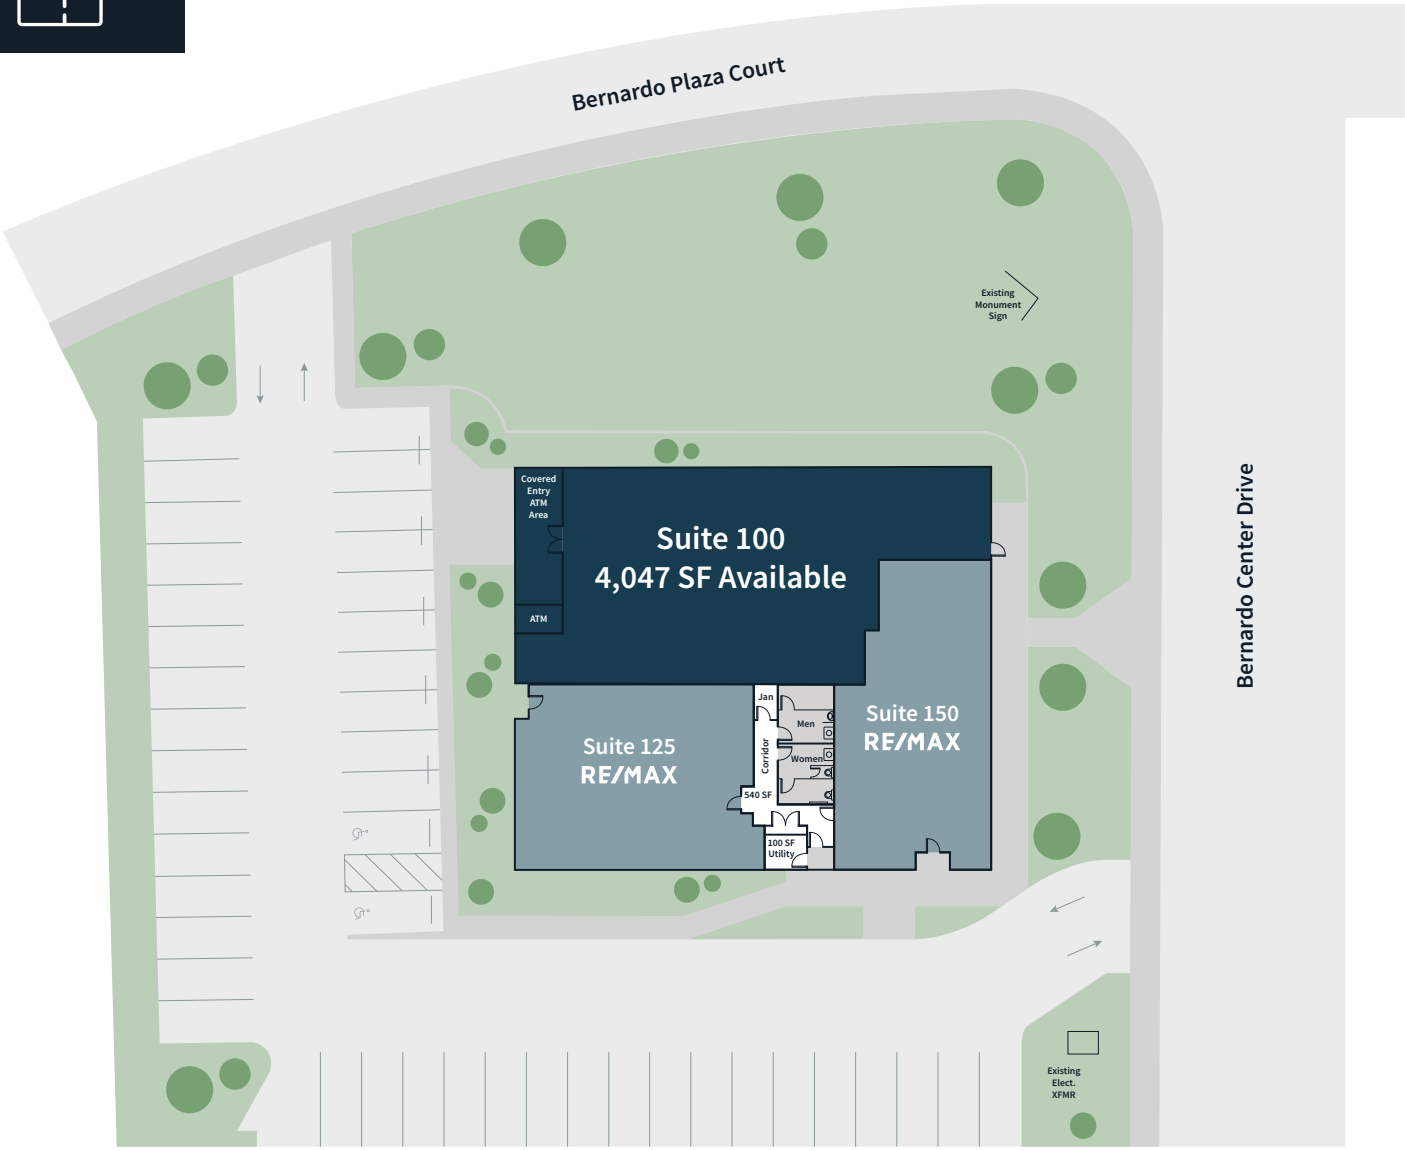 Bernardo Plaza Court
Existing
Monument
Sign
Covered
Entry
ATM
Area
Suite 100
4,047 SF Available
ATM
Bernardo Center Drive
Jan
Men
Suite 150
RE/MAX
Suite 125
RE/MAX
Corridor
Women
540 SF
100 SF
Utility
Existing
Elect.
XFMR